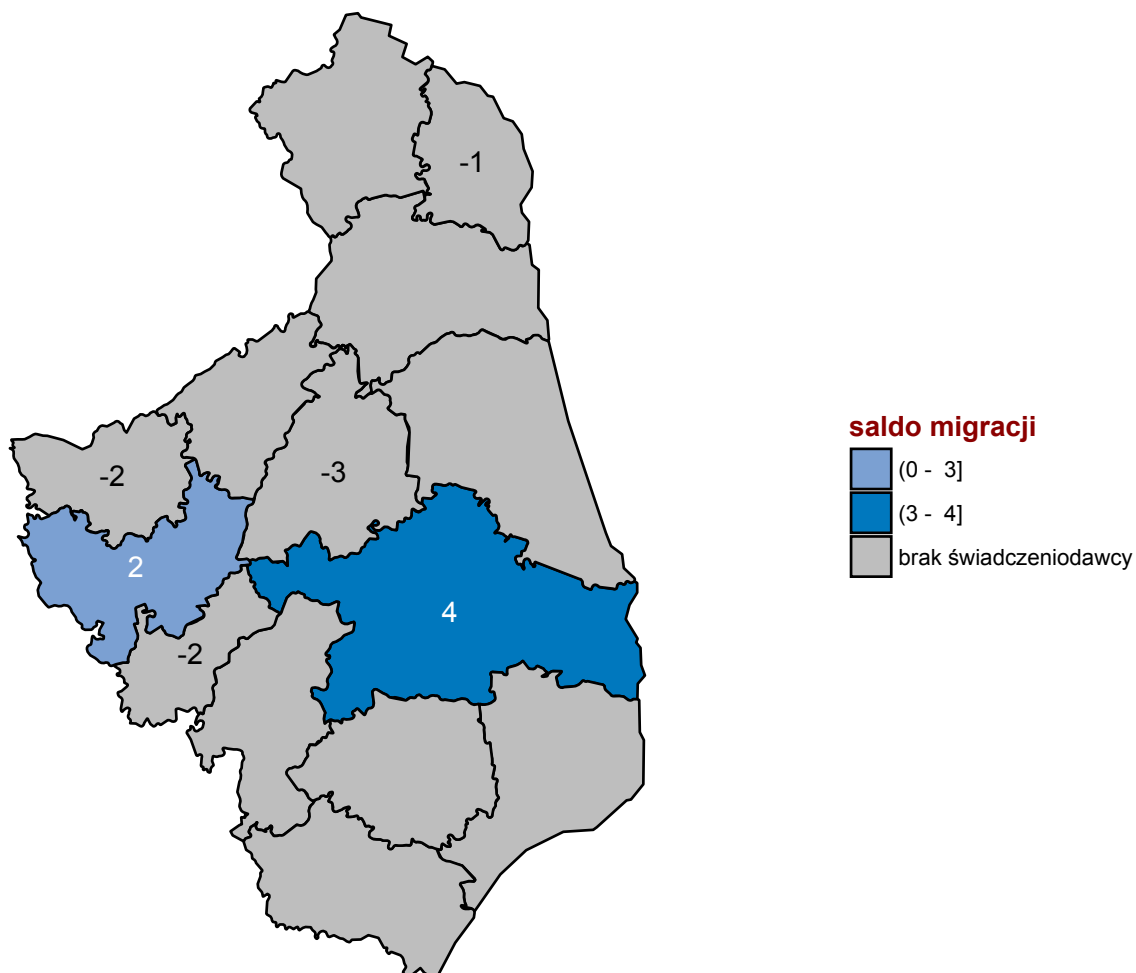 -1
-2
-3
2
4
-2
saldo migracji
(0 - 3]
(3 - 4]
brak świadczeniodawcy